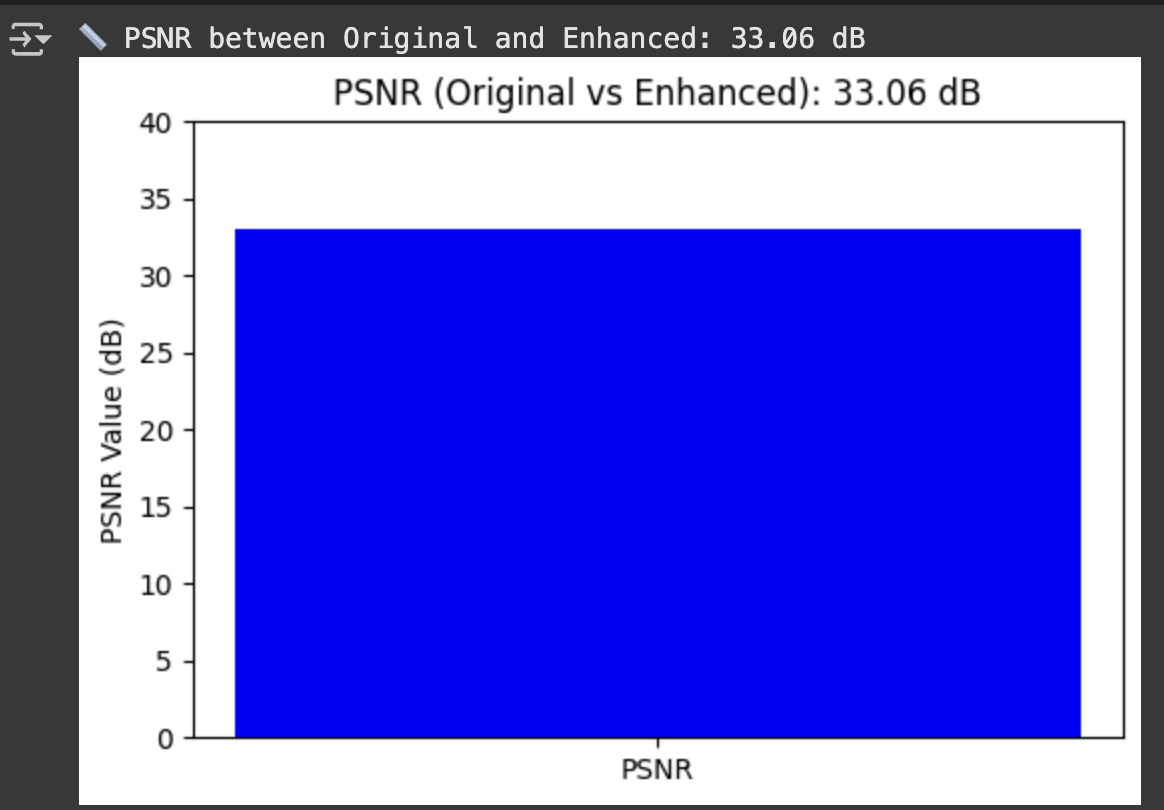 PSNR between Original and Enhanced: 33.06 dB
PSNR (Original vs Enhanced): 33.06 dB
40
35
30
25
20
15
10
5
0
PSNR Value (dB)
PSNR